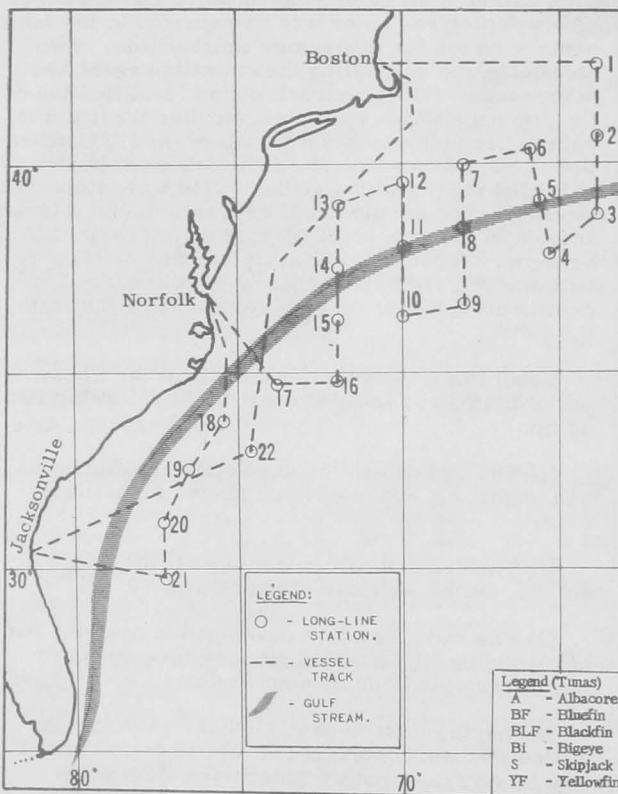 Boston
1
2
40°
7
6
12
13
5
3
11
8
4
14
Norfolk
15
10
9
17
16
18
22
19
20
Jacksonville
30°
21
LEGEND:
- LONG-LINE
STATION.
- VESSEL
TRACK
- GULF
STREAM.
Legend (Tunas)
A - Albacore
BF - Bluefin
BLF - Blackfin
Bi - Bigeye
S - Skipjack
YF - Yellowfin
80°
70°